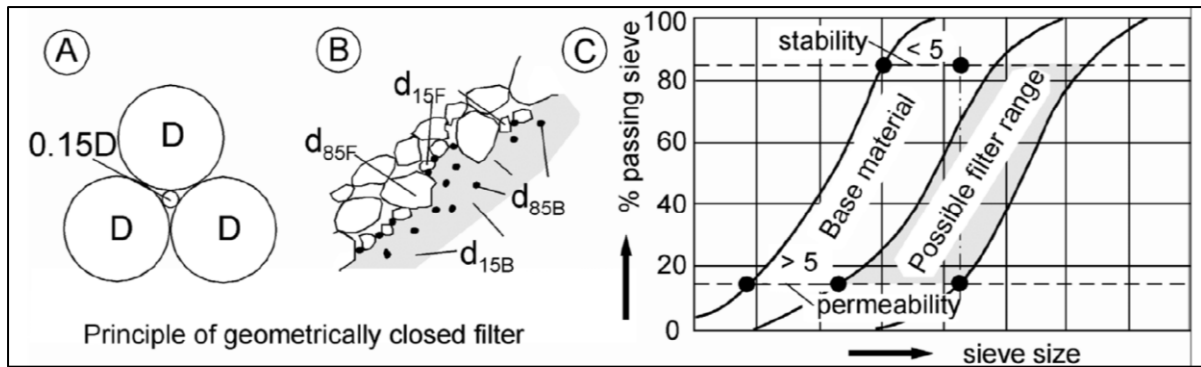 A
B
C
D
0.15D
D
D
Principle of geometrically closed filter
d15F
d85F
d85B
d15B
% passing sieve
100
80
60
40
20
0
stability
< 5
Base material
Possible filter range
> 5
permeability
sieve size